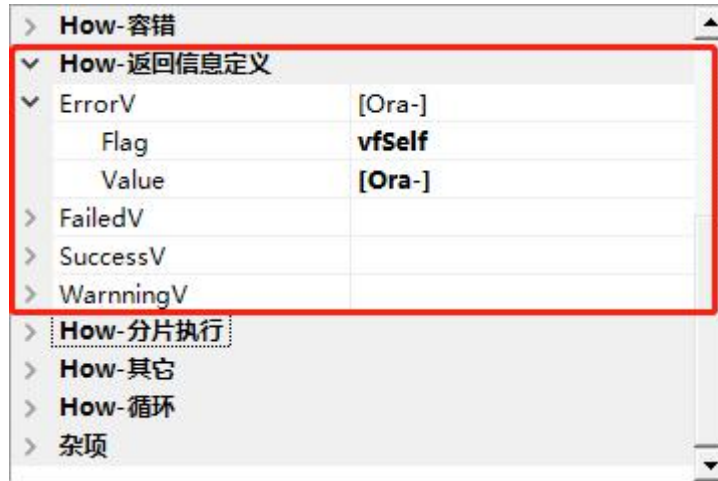 How-容错
How-返回信息定义
ErrorV [Ora-]
Flag vfSelf
Value [Ora-]
FailedV
SuccessV
WarnningV
How-分片执行
How-其它
How-循环
杂项